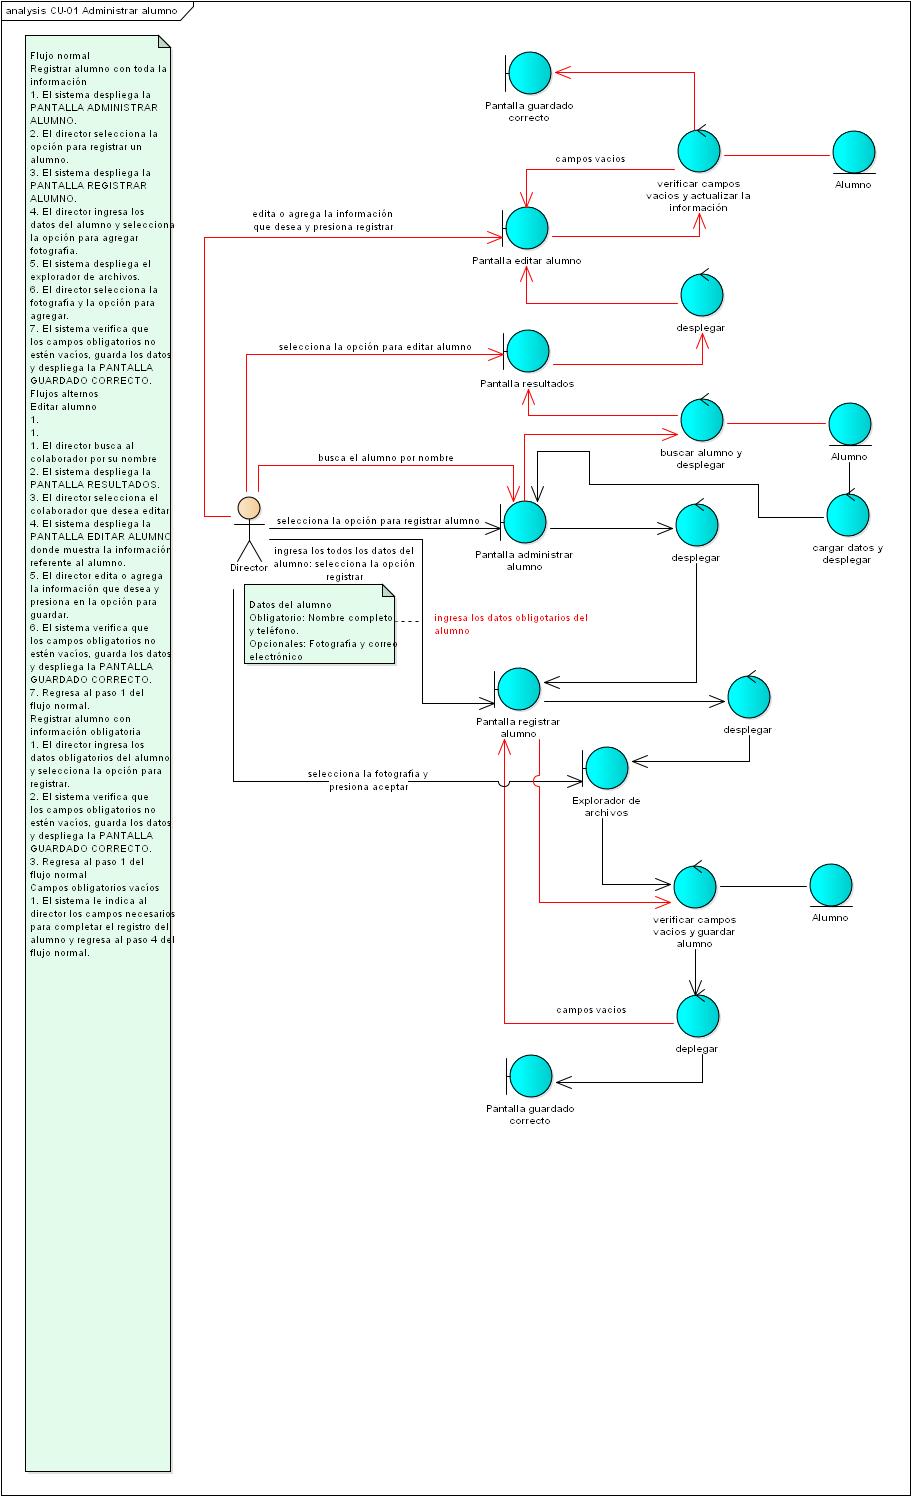 analysis CU-01 Administrar alumno
Flujo normal
Registrar alumno con toda la
información
1. El sistema despliega la
PANTALLA ADMINISTRAR
ALUMNO.
2. El director selecciona la
opción para registrar un
alumno.
3. El sistema despliega la
PANTALLA REGISTRAR
ALUMNO.
4. El director ingresa los
datos del alumno y selecciona
la opción para agregar
fotografía.
5. El sistema despliega el
explorador de archivos.
6. El director selecciona la
fotografía y la opción para
agregar.
7. El sistema verifica que
los campos obligatorios no
estén vacíos, guarda los datos
y despliega la PANTALLA
GUARDADO CORRECTO.
Flujos alternos
Editar alumno
1.
1.
1. El director busca al
colaborador por su nombre
2. El sistema despliega la
PANTALLA RESULTADOS.
3. El director selecciona el
colaborador que desea editar
4. El sistema despliega la
PANTALLA EDITAR ALUMNO
donde muestra la información
referente al alumno.
5. El director edita o agrega
la información que desea y
presiona en la opción para
guardar.
6. El sistema verifica que
los campos obligatorios no
estén vacíos, guarda los datos
y despliega la PANTALLA
GUARDADO CORRECTO.
7. Regresa al paso 1 del
flujo normal.
Registrar alumno con
información obligatoria
1. El director ingresa los
datos obligatorios del alumno
y selecciona la opción para
registrar.
2. El sistema verifica que
los campos obligatorios no
estén vacíos, guarda los datos
y despliega la PANTALLA
GUARDADO CORRECTO.
3. Regresa al paso 1 del
flujo normal
Campos obligatorios vacíos
1. El sistema le indica al
director los campos necesarios
para completar el registro del
alumno y regresa al paso 4 del
flujo normal.
Pantalla guardado
correcto
campos vacios
verificar campos
vacios y actualizar la
información
Alumno
edita o agrega la información
que desea y presiona registrar
Pantalla editar alumno
desplegar
selecciona la opción para editar alumno
Pantalla resultados
buscar alumno y
desplegar
Alumno
busca el alumno por nombre
selecciona la opción para registrar alumno
Pantalla administrar
alumno
desplegar
cargar datos y
desplegar
Director
ingresa los todos los datos del
alumno: selecciona la opción
registrar
Datos del alumno
Obligatorio: Nombre completo
y teléfono.
Opcionales: Fotografía y correo
electrónico
ingresa los datos obligotarios del
alumno
Pantalla registrar
alumno
desplegar
selecciona la fotografia y
presiona aceptar
Explorador de
archivos
verificar campos
vacios y guardar
alumno
Alumno
campos vacios
deplegar
Pantalla guardado
correcto